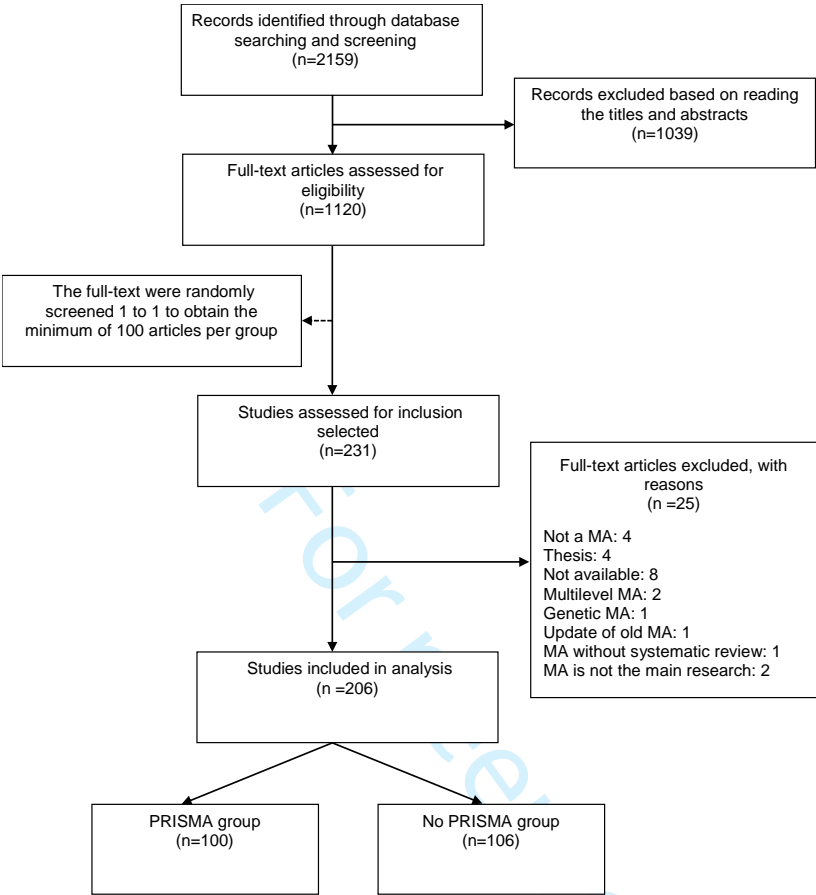 Records identified through database
searching and screening
(n=2159)
Records excluded based on reading
the titles and abstracts
(n=1039)
Full-text articles assessed for
eligibility
(n=1120)
The full-text were randomly
screened 1 to 1 to obtain the
minimum of 100 articles per group
Studies assessed for inclusion
selected
(n=231)
Full-text articles excluded, with
reasons
(n =25)
Not a MA: 4
Thesis: 4
Not available: 8
Multilevel MA: 2
Genetic MA: 1
Update of old MA: 1
MA without systematic review: 1
MA is not the main research: 2
Studies included in analysis
(n =206)
PRISMA group
(n=100)
No PRISMA group
(n=106)
For